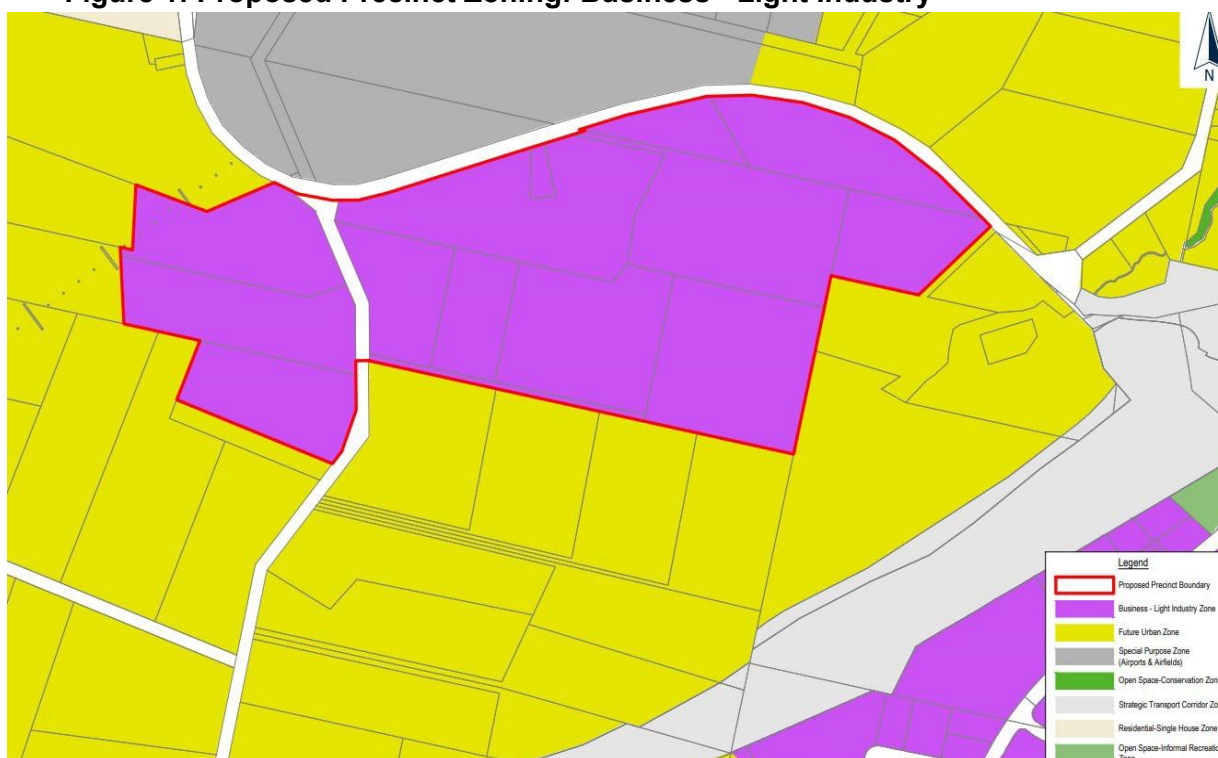 Figure 1: Proposed Precinct Zoning: Business - Light Industry
N
Legend
Proposed Precinct Boundary
Business - Light Industry Zone
Future Urban Zone
Special Purpose Zone
(Airports & Airfields)
Open Space-Conservation Zon
Strategic Transport Corridor Zo
Residential-Single House Zone
Open Space-Informal Recreatio
Zone